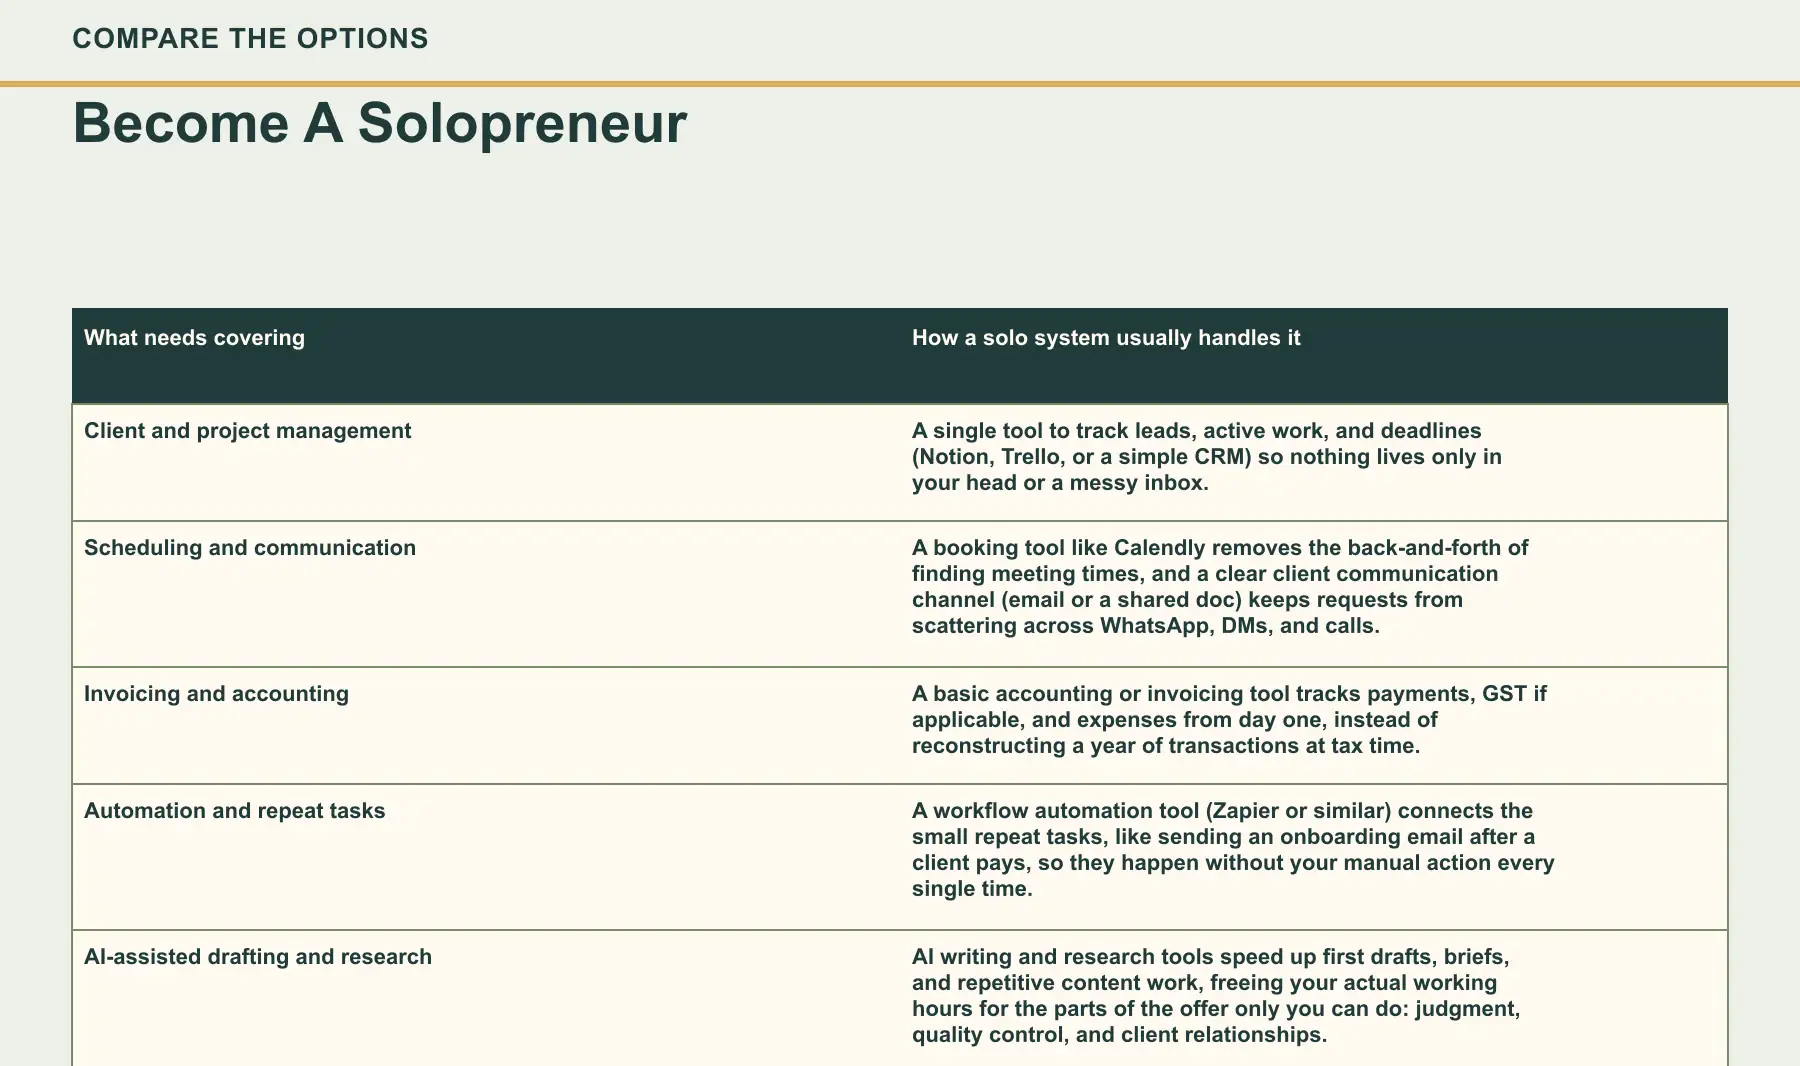 COMPARE THE OPTIONS
Become A Solopreneur
What needs covering
How a solo system usually handles it
Client and project management
A single tool to track leads, active work, and deadlines
(Notion, Trello, or a simple CRM) so nothing lives only in
your head or a messy inbox.
Scheduling and communication
A booking tool like Calendly removes the back-and-forth of
finding meeting times, and a clear client communication
channel (email or a shared doc) keeps requests from
scattering across WhatsApp, DMs, and calls.
Invoicing and accounting
A basic accounting or invoicing tool tracks payments, GST if
applicable, and expenses from day one, instead of
reconstructing a year of transactions at tax time.
Automation and repeat tasks
A workflow automation tool (Zapier or similar) connects the
small repeat tasks, like sending an onboarding email after a
client pays, so they happen without your manual action every
single time.
AI-assisted drafting and research
AI writing and research tools speed up first drafts, briefs,
and repetitive content work, freeing your actual working
hours for the parts of the offer only you can do: judgment,
quality control, and client relationships.